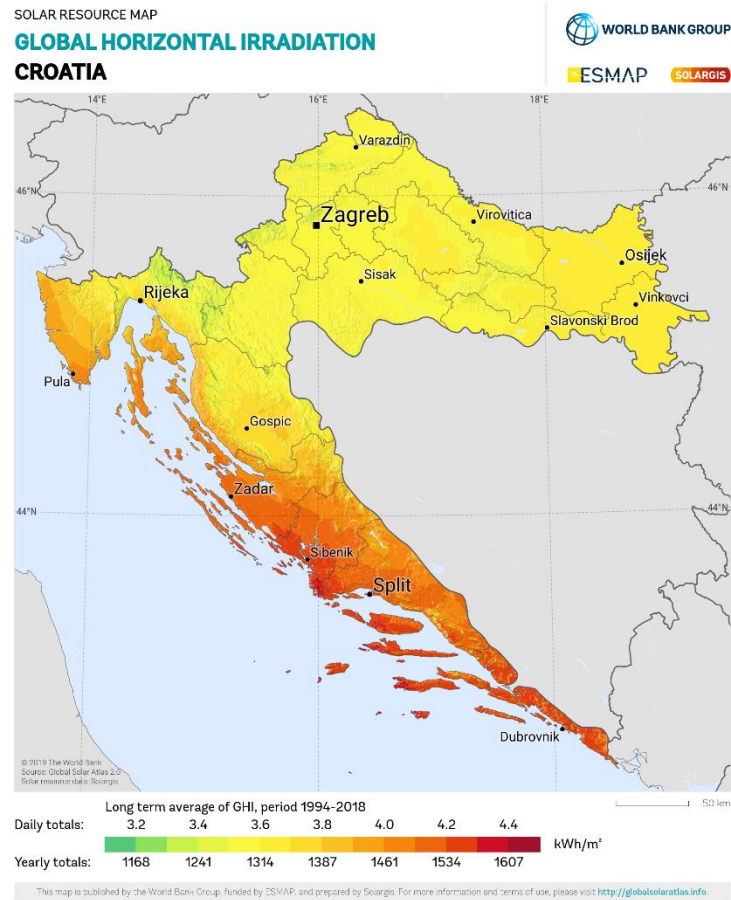 SOLAR RESOURCE MAP
GLOBAL HORIZONTAL IRRADIATION
CROATIA
WORLD BANK GROUP
ESMAP
SOLARGIS
14°E 16°E 18°E
Varazdin
46°N 46°N
Zagreb
Virovitica
Osijek
Sisak
Rijeka
Vinkovci
Slavonski Brod
Pula
Gospic
Zadar
44°N 44°N
Sibenik
Split
Dubrovnik
© 2019 The World Bank
Source: Global Solar Atlas 2.0
Solar resource data: Solargis
50 km
Long term average of GHI, period 1994-2018
Daily totals: 3.2 3.4 3.6 3.8 4.0 4.2 4.4
kWh/m²
Yearly totals: 1168 1241 1314 1387 1461 1534 1607
This map is published by the World Bank Group, funded by ESMAP, and prepared by Solargis. For more information and terms of use, please visit http://globalsolaratlas.info.